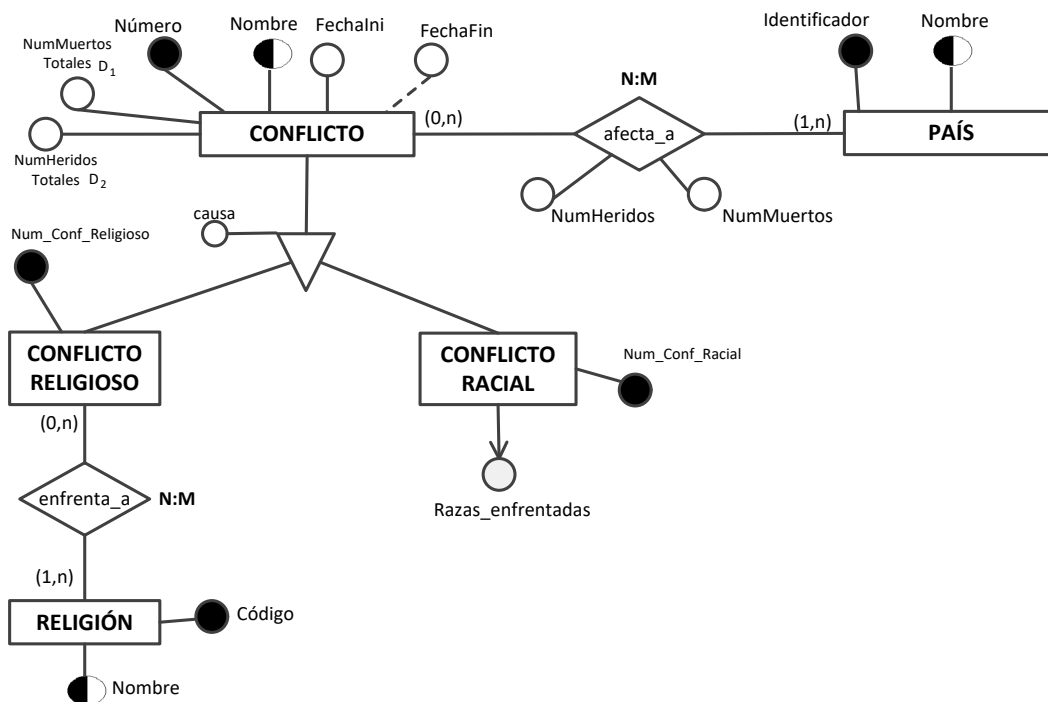 Número
Nombre
FechaIni
FechaFin
NumMuertos
Totales D1
NumHeridos
Totales D2
CONFLICTO
(0,n)
N:M
afecta_a
NumHeridos
NumMuertos
(1,n)
Identificador
Nombre
PAÍS
causa
Num_Conf_Religioso
CONFLICTO
RELIGIOSO
CONFLICTO
RACIAL
Num_Conf_Racial
(0,n)
enfrenta_a
N:M
Razas_enfrentadas
(1,n)
RELIGIÓN
Código
Nombre